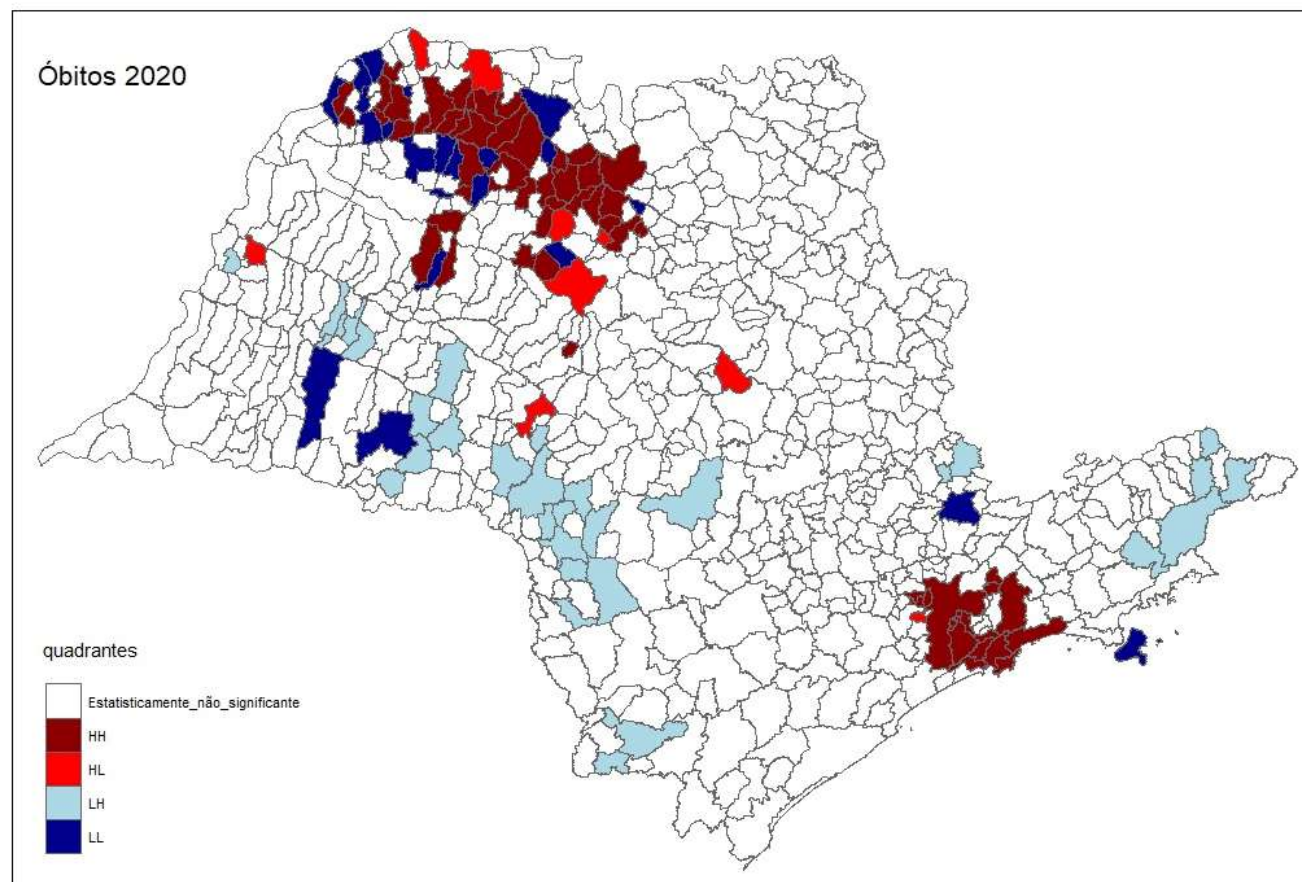 Óbitos 2020
quadrantes
Estatisticamente_não_significante
HH
HL
LH
LL